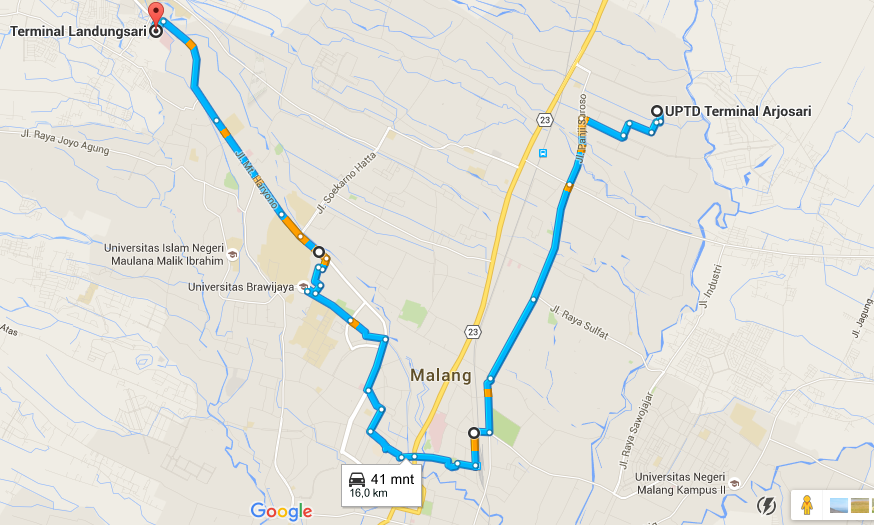 Terminal Landungsari
UPTD Terminal Arjosari
23
Jl. Panji Suroso
Jl. Raya Joyo Agung
Jl. Mt. Haryono
Jl. Soekarno Hatta
Universitas Islam Negeri
Maulana Malik Ibrahim
Universitas Brawijaya
Jl. Industri
Jl. Raya Sulfat
Jl. Jagung
Atas
23
Malang
Jl. Raya Sawojajar
41 mnt
16,0 km
Universitas Negeri
Malang Kampus II
Google